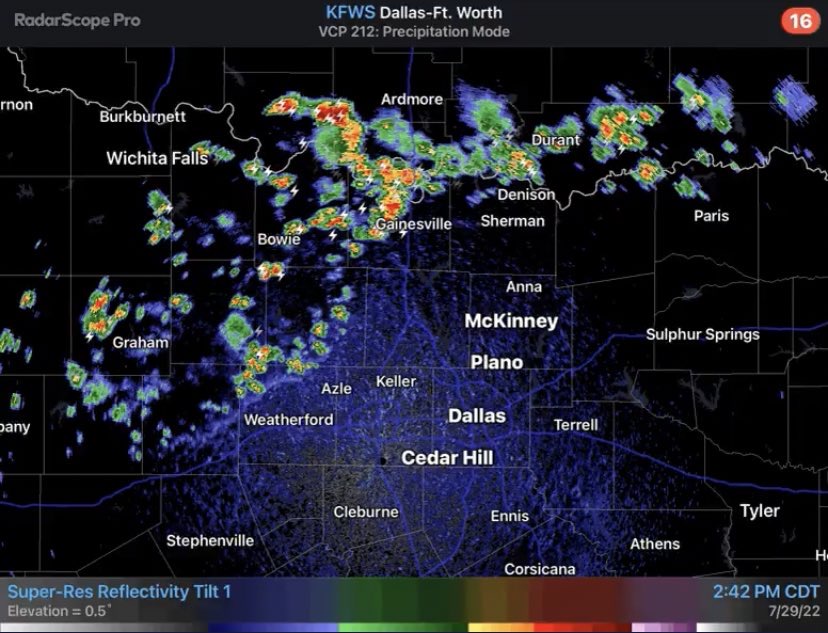 RadarScope Pro
KFWS Dallas-Ft. Worth
VCP 212: Precipitation Mode
16
rnon
Burkburnett
Ardmore
Wichita Falls
Durant
Denison
Paris
Bowie
Gainesville
Sherman
Anna
McKinney
Graham
Sulphur Springs
Plano
Azle
Keller
Weatherford
Dallas
Terrell
pany
Cedar Hill
Cleburne
Ennis
Tyler
Stephenville
Athens
H
Corsicana
Super-Res Reflectivity Tilt 1
2:42 PM CDT
Elevation = 0.5°
7/29/22